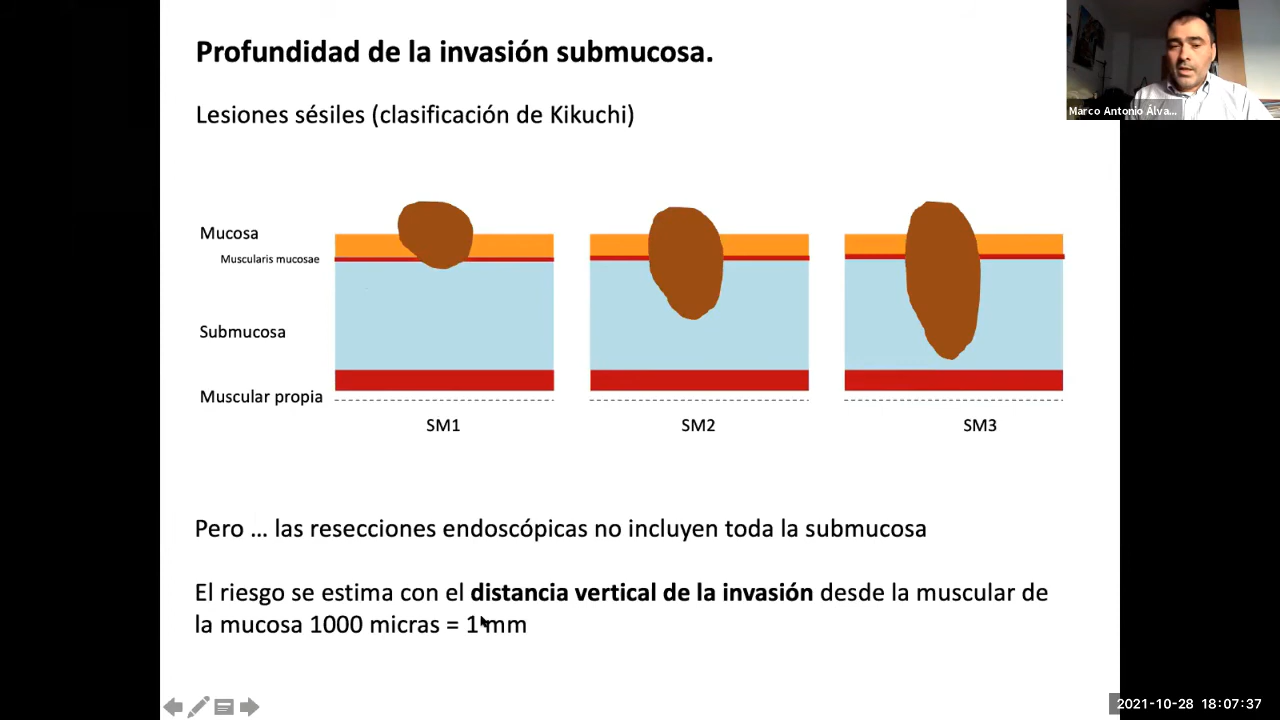 Profundidad de la invasión submucosa.
Lesiones sésiles (clasificación de Kikuchi)
Marco Antonio Álva...
Mucosa
Muscularis mucosae
Submucosa
Muscular propia
SM1
SM2
SM3
Pero ... las resecciones endoscópicas no incluyen toda la submucosa
El riesgo se estima con el distancia vertical de la invasión desde la muscular de
la mucosa 1000 micras = 1 mm
2021-10-28 18:07:37